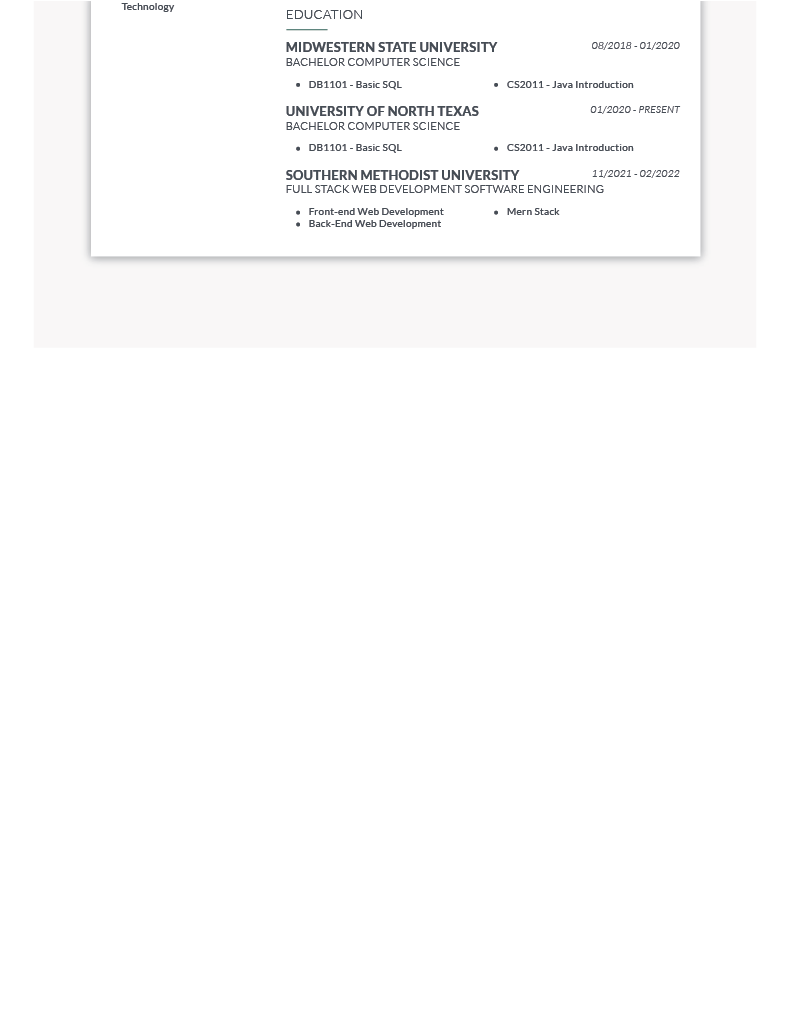 Technology
EDUCATION
MIDWESTERN STATE UNIVERSITY 08/2018 - 01/2020
BACHELOR COMPUTER SCIENCE
• DB1101 - Basic SQL • CS2011 - Java Introduction
UNIVERSITY OF NORTH TEXAS 01/2020 - PRESENT
BACHELOR COMPUTER SCIENCE
• DB1101 - Basic SQL • CS2011 - Java Introduction
SOUTHERN METHODIST UNIVERSITY 11/2021 - 02/2022
FULL STACK WEB DEVELOPMENT SOFTWARE ENGINEERING
• Front-end Web Development • Mern Stack
• Back-End Web Development